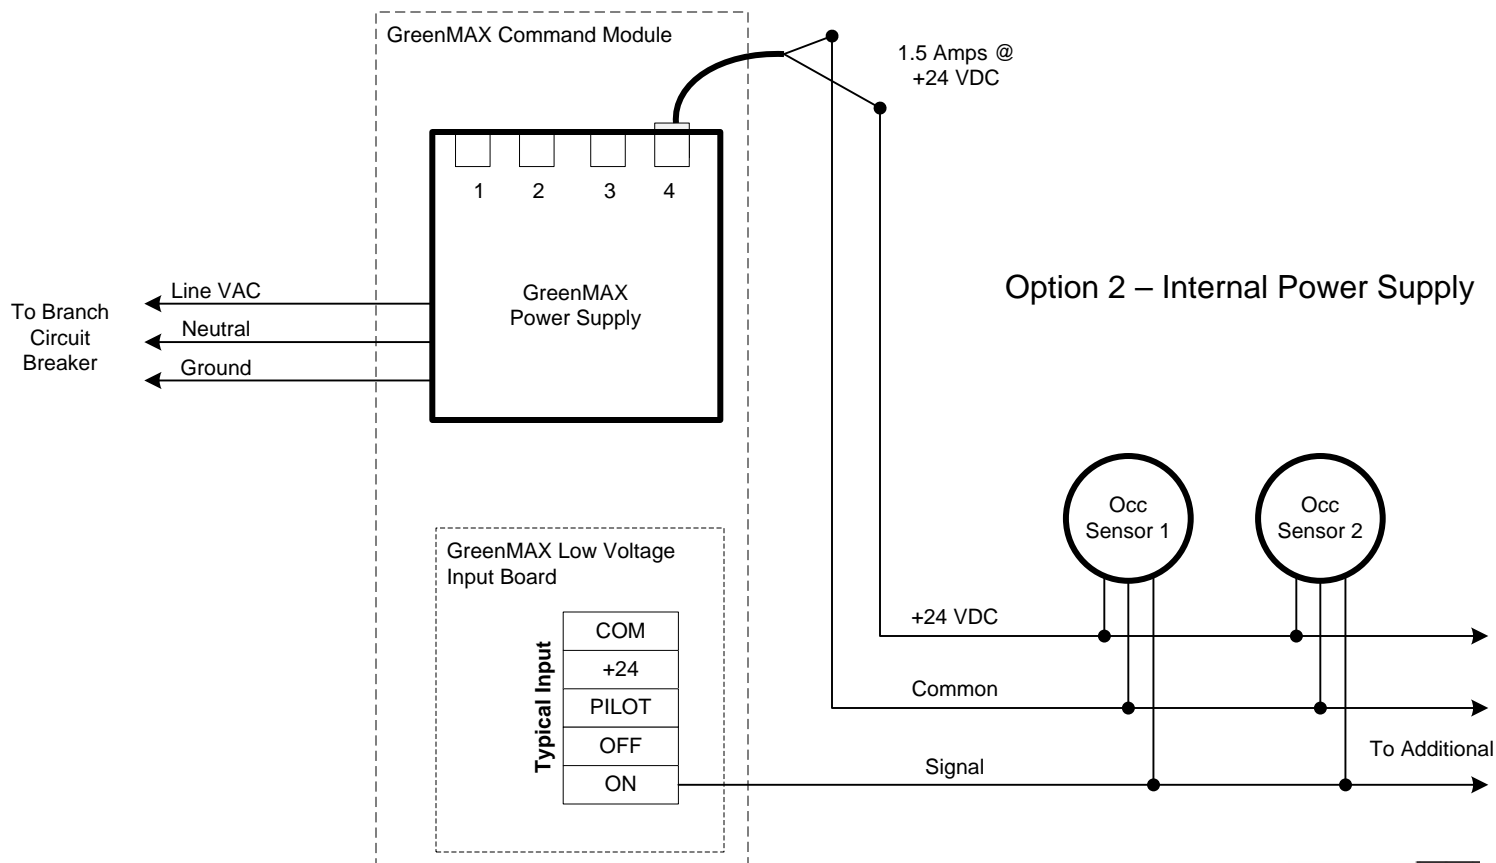 GreenMAX Command Module
1.5 Amps @
+24 VDC
1
2
3
4
GreenMAX
Power Supply
Line VAC
Neutral
Ground
To Branch
Circuit
Breaker
Option 2 – Internal Power Supply
Occ
Sensor 1
Occ
Sensor 2
GreenMAX Low Voltage
Input Board
Typical Input
COM
+24
PILOT
OFF
ON
+24 VDC
Common
Signal
To Additional